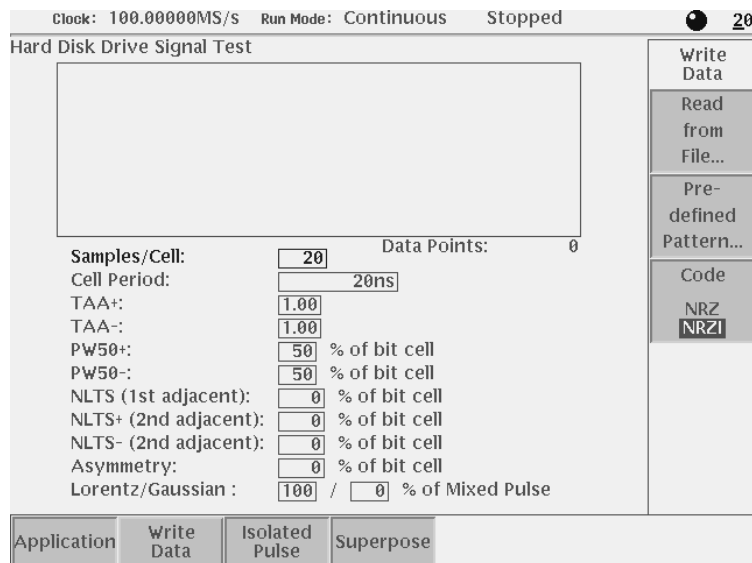 Clock: 100.00000MS/s Run Mode: Continuous Stopped 20
Hard Disk Drive Signal Test
Data Points: 0
Samples/Cell: 20
Cell Period: 20ns
TAA+: 1.00
TAA-: 1.00
PW50+: 50 % of bit cell
PW50-: 50 % of bit cell
NLTS (1st adjacent): 0 % of bit cell
NLTS+ (2nd adjacent): 0 % of bit cell
NLTS- (2nd adjacent): 0 % of bit cell
Asymmetry: 0 % of bit cell
Lorentz/Gaussian : 100 / 0 % of Mixed Pulse
Write
Data
Read
from
File...
Pre-
defined
Pattern...
Code
NRZ
NRZI
Application
Write
Data
Isolated
Pulse
Superpose